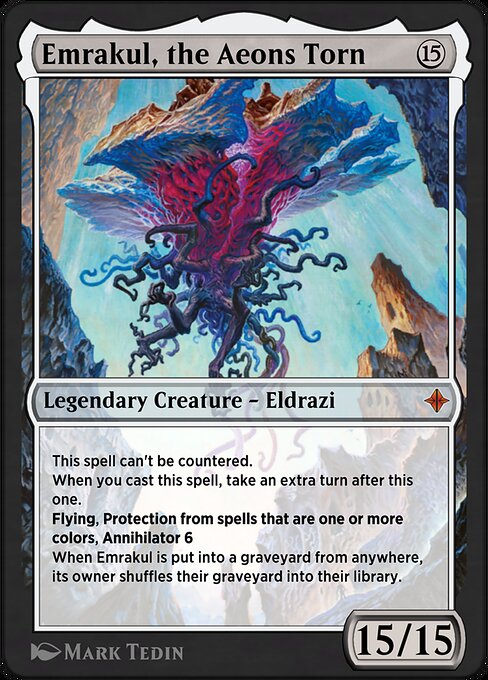 Emrakul, the Aeons Torn 15
Legendary Creature – Eldrazi
This spell can't be countered.
When you cast this spell, take an extra turn after this
one.
Flying, Protection from spells that are one or more
colors, Annihilator 6
When Emrakul is put into a graveyard from anywhere,
its owner shuffles their graveyard into their library.
15/15
Mark Tedin